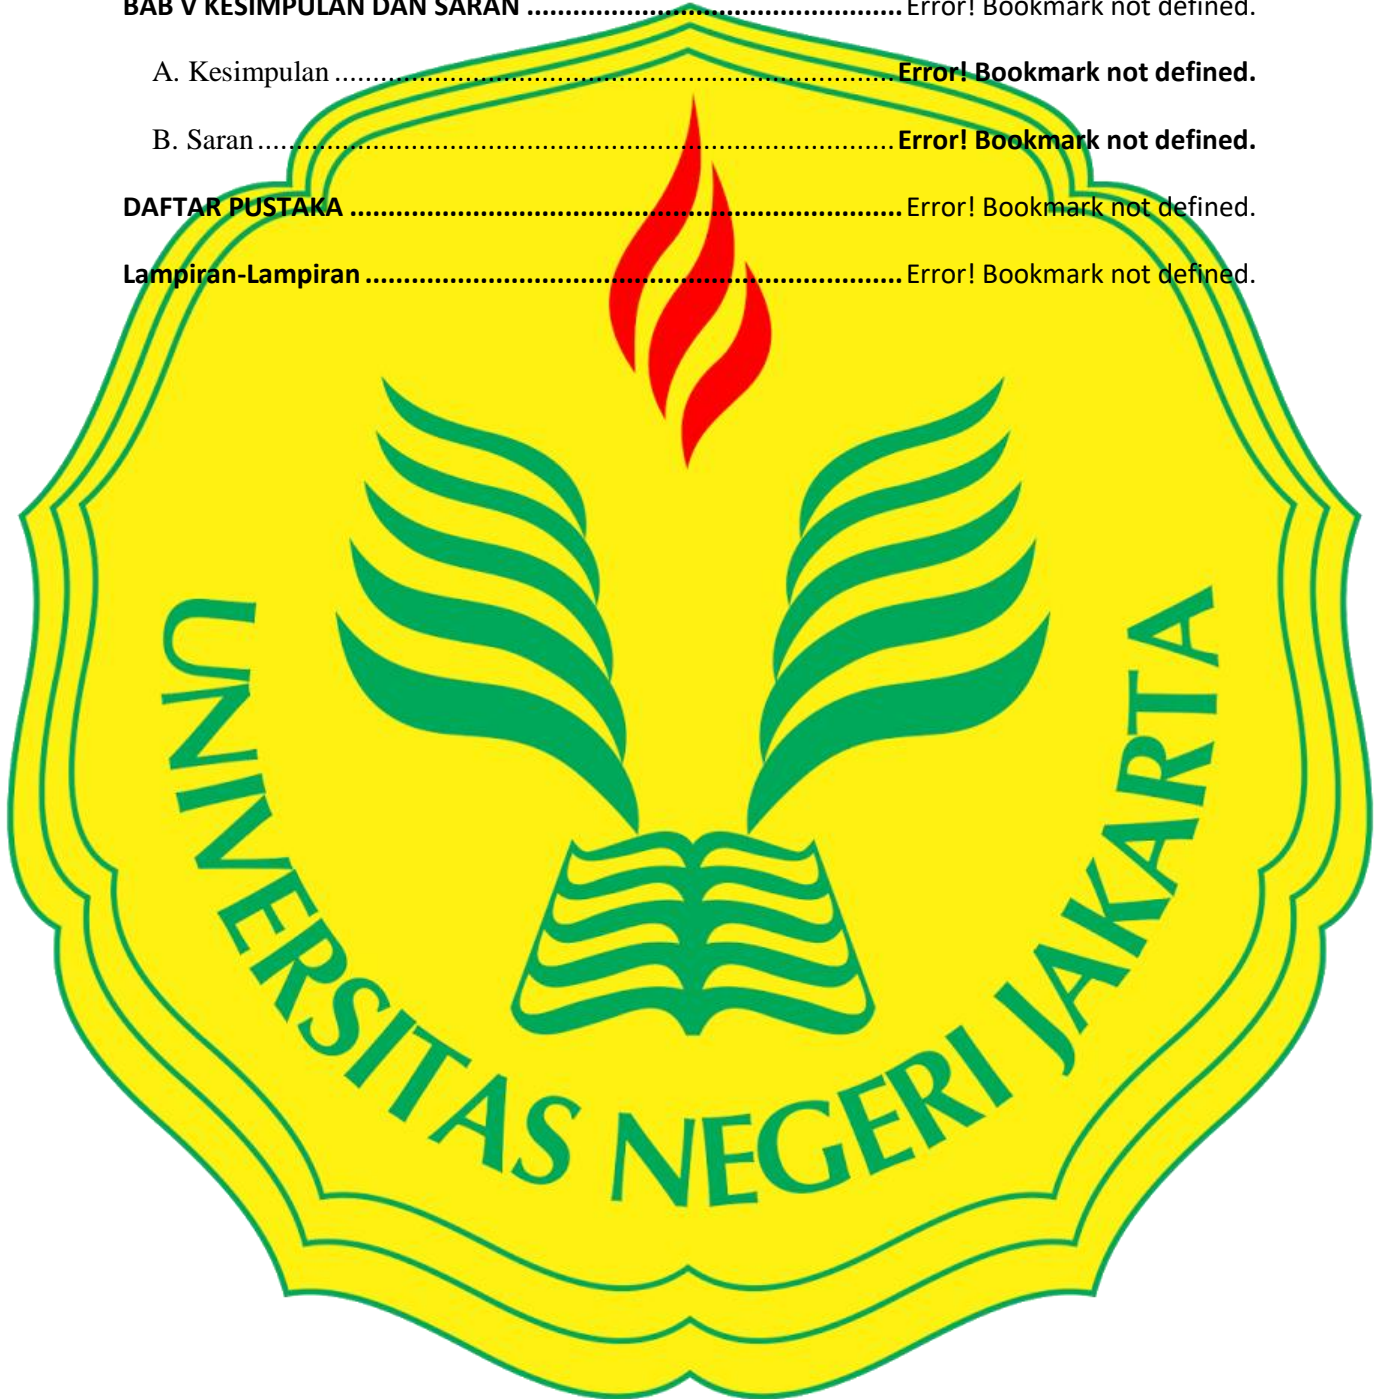 BAB V KESIMPULAN DAN SARAN ................................................. Error! Bookmark not defined.
A. Kesimpulan ......................................................................... Error! Bookmark not defined.
B. Saran ................................................................................... Error! Bookmark not defined.
DAFTAR PUSTAKA ........................................................................ Error! Bookmark not defined.
Lampiran-Lampiran ...................................................................... Error! Bookmark not defined.
UNIVERSITAS NEGERI JAKARTA